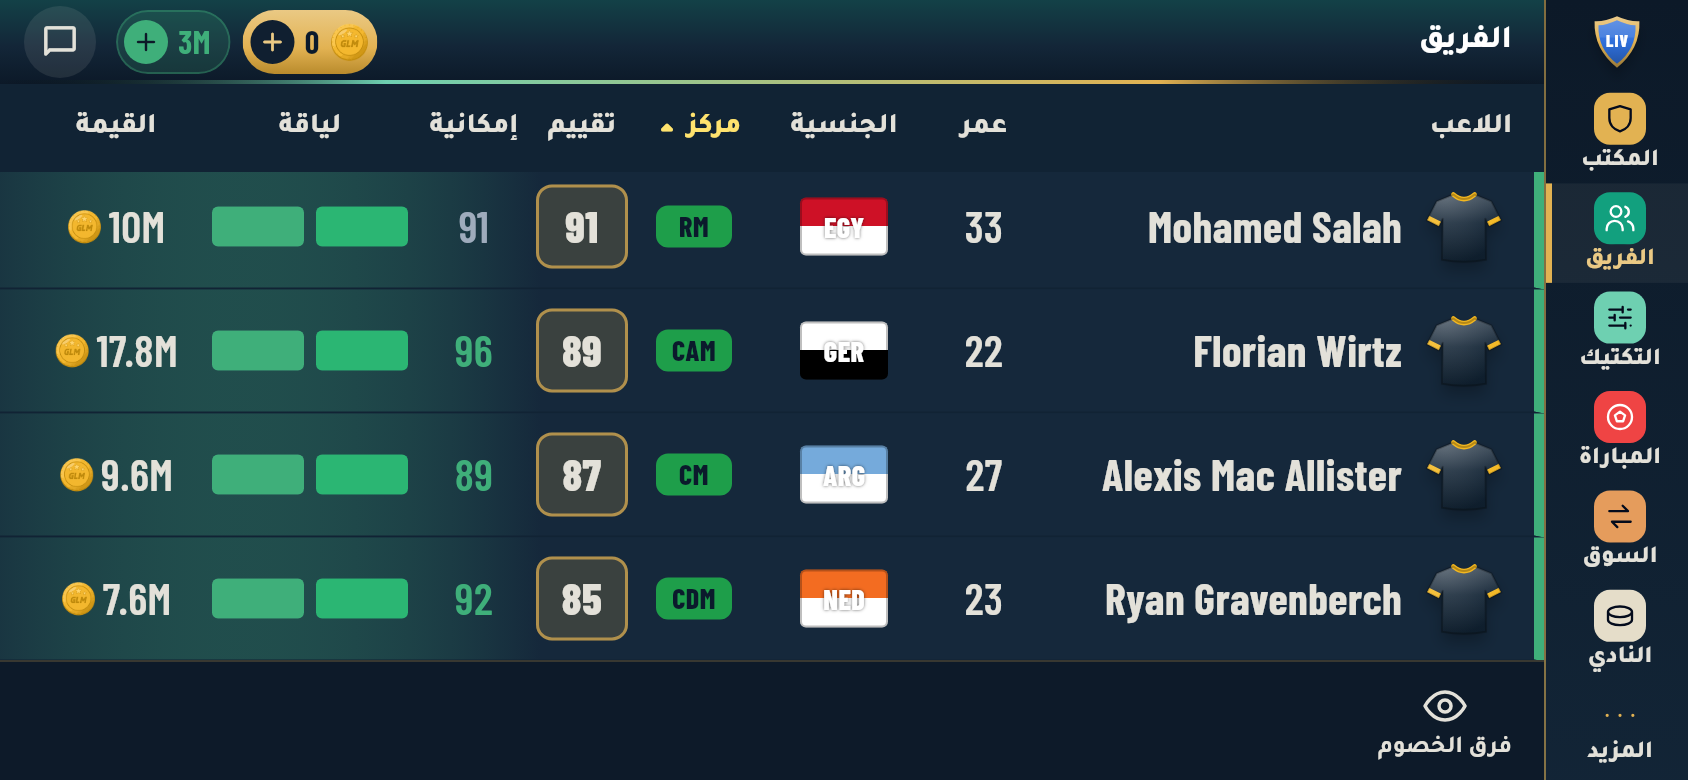 الفريق
0
3M
LIV
المكتب
الفريق
التكتيك
المباراة
السوق
النادي
...
المزيد
اللاعب عمر الجنسية مركز تقييم إمكانية لياقة القيمة
Mohamed Salah 33 EGY RM 91 91 10M
Florian Wirtz 22 GER CAM 89 96 17.8M
Alexis Mac Allister 27 ARG CM 87 89 9.6M
Ryan Gravenberch 23 NED CDM 85 92 7.6M
فرق الخصوم